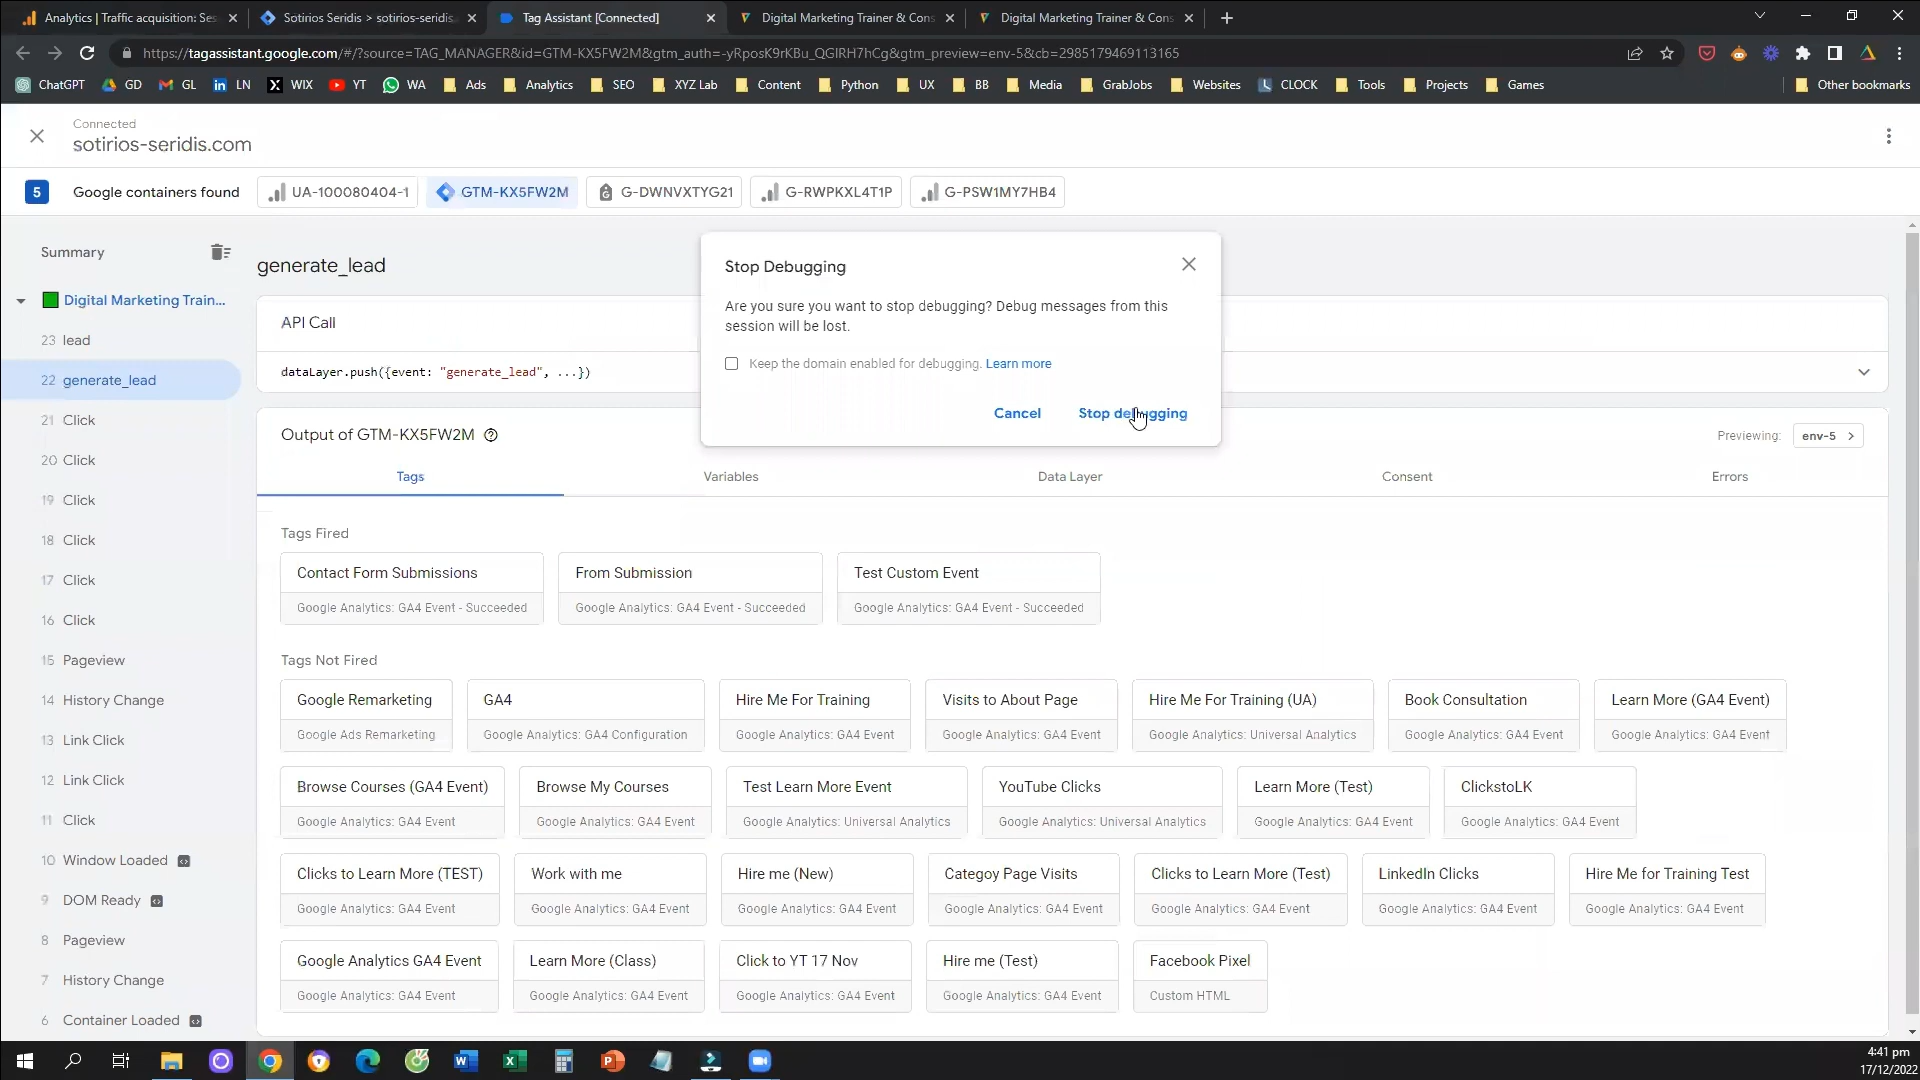 Analytics | Traffic acquisition: Ses
Sotirios Seridis > sotirios-seridis.
Tag Assistant [Connected]
Digital Marketing Trainer & Cons
Digital Marketing Trainer & Cons
https://tagassistant.google.com/#/?source=TAG_MANAGER&id=GTM-KX5FW2M&gtm_auth=-yRposK9rKBu_QGlRH7hCg&gtm_preview=env-5&cb=2985179469113165
ChatGPT GD GL LN WIX YT WA Ads Analytics SEO XYZ Lab Content Python UX BB Media GrabJobs Websites CLOCK Tools Projects Games Other bookmarks
Connected
sotirios-seridis.com
5 Google containers found UA-100080404-1 GTM-KX5FW2M G-DWNVXTYG21 G-RWPKXL4T1P G-PSW1MY7HB4
Summary
Digital Marketing Train...
23 lead
22 generate_lead
21 Click
20 Click
19 Click
18 Click
17 Click
16 Click
15 Pageview
14 History Change
13 Link Click
12 Link Click
11 Click
10 Window Loaded
9 DOM Ready
8 Pageview
7 History Change
6 Container Loaded
generate_lead
API Call
dataLayer.push({event: "generate_lead", ...})
Stop Debugging
Are you sure you want to stop debugging? Debug messages from this
session will be lost.
Keep the domain enabled for debugging. Learn more
Cancel Stop debugging
Output of GTM-KX5FW2M
Previewing: env-5
Tags Variables Data Layer Consent Errors
Tags Fired
Contact Form Submissions From Submission Test Custom Event
Google Analytics: GA4 Event - Succeeded Google Analytics: GA4 Event - Succeeded Google Analytics: GA4 Event - Succeeded
Tags Not Fired
Google Remarketing GA4 Hire Me For Training Visits to About Page Hire Me For Training (UA) Book Consultation Learn More (GA4 Event)
Google Ads Remarketing Google Analytics: GA4 Configuration Google Analytics: GA4 Event Google Analytics: GA4 Event Google Analytics: Universal Analytics Google Analytics: GA4 Event Google Analytics: GA4 Event
Browse Courses (GA4 Event) Browse My Courses Test Learn More Event YouTube Clicks Learn More (Test) ClickstoLK
Google Analytics: GA4 Event Google Analytics: GA4 Event Google Analytics: Universal Analytics Google Analytics: Universal Analytics Google Analytics: GA4 Event Google Analytics: GA4 Event
Clicks to Learn More (TEST) Work with me Hire me (New) Categoy Page Visits Clicks to Learn More (Test) LinkedIn Clicks Hire Me for Training Test
Google Analytics: GA4 Event Google Analytics: GA4 Event Google Analytics: GA4 Event Google Analytics: GA4 Event Google Analytics: GA4 Event Google Analytics: GA4 Event Google Analytics: GA4 Event
Google Analytics GA4 Event Learn More (Class) Click to YT 17 Nov Hire me (Test) Facebook Pixel
Google Analytics: GA4 Event Google Analytics: GA4 Event Google Analytics: GA4 Event Google Analytics: GA4 Event Custom HTML
4:41 pm
17/12/2022